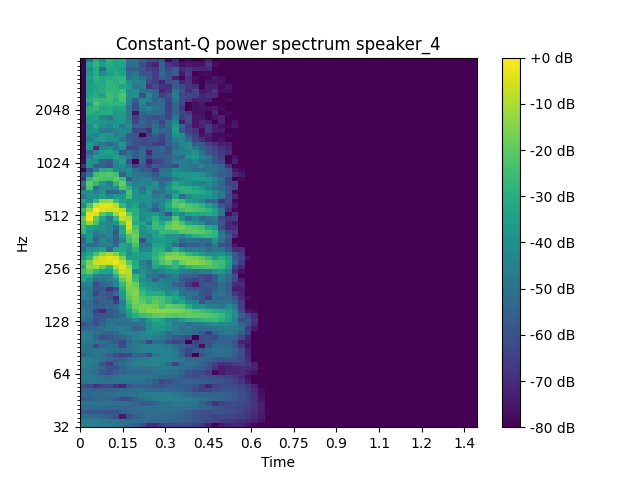 Constant-Q power spectrum speaker_4
Hz
2048
1024
512
256
128
64
32
0 0.15 0.3 0.45 0.6 0.75 0.9 1.1 1.2 1.4
Time
+0 dB
-10 dB
-20 dB
-30 dB
-40 dB
-50 dB
-60 dB
-70 dB
-80 dB